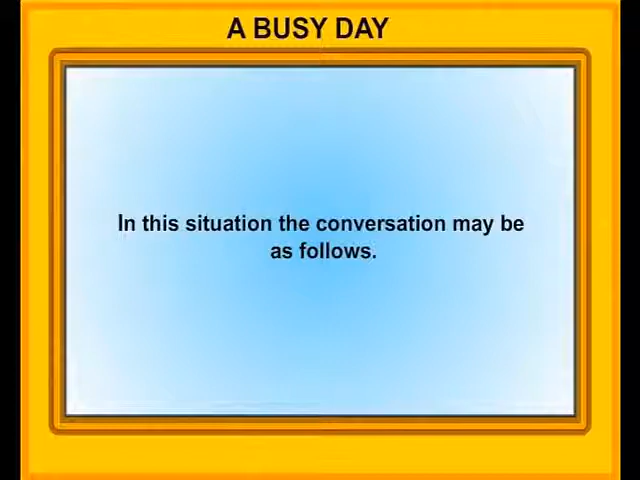 A BUSY DAY
In this situation the conversation may be
as follows.